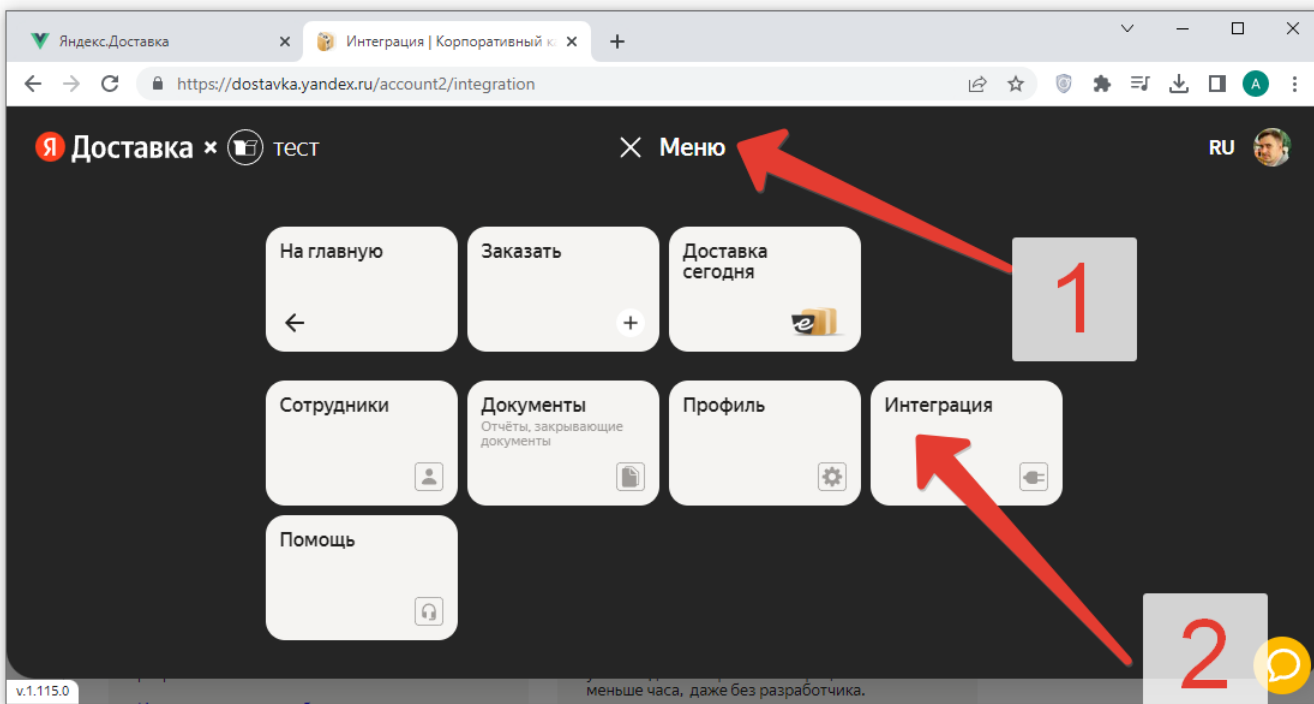 Яндекс.Доставка
Интеграция | Корпоративный к
https://dostavka.yandex.ru/account2/integration
A
Я Доставка × тест
Меню
RU
На главную
Заказать
Доставка
сегодня
1
Сотрудники
Документы
Отчёты, закрывающие
документы
Профиль
Интеграция
Помощь
2
v.1.115.0
меньше часа, даже без разработчика.